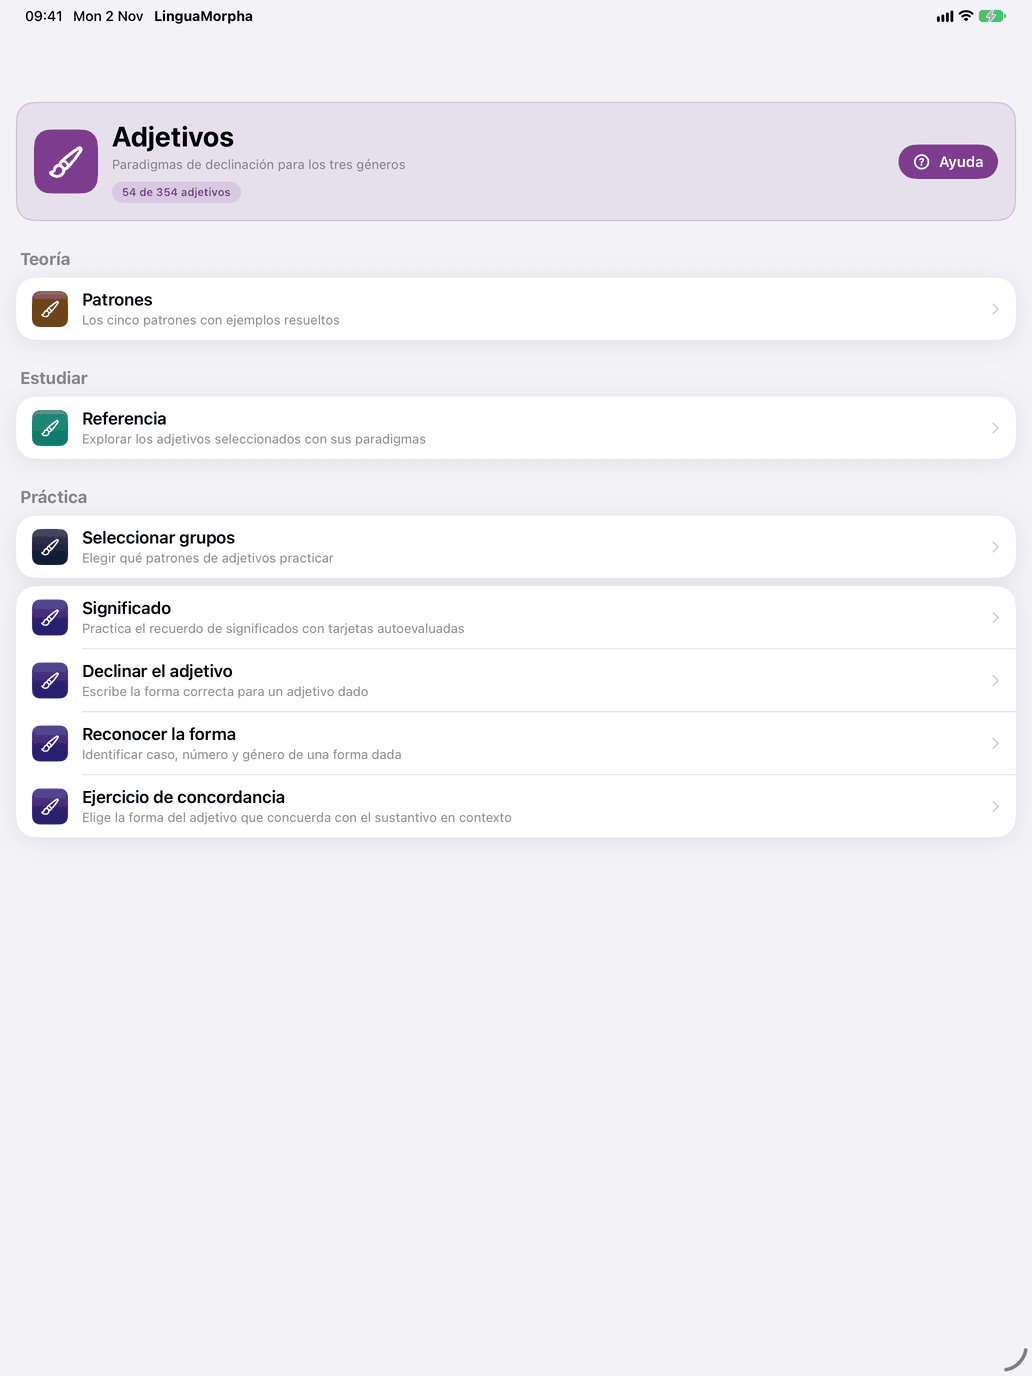 09:41 Mon 2 Nov LinguaMorpha
Adjetivos
Paradigmas de declinación para los tres géneros
54 de 354 adjetivos
Ayuda
Teoría
Patrones
Los cinco patrones con ejemplos resueltos
Estudiar
Referencia
Explorar los adjetivos seleccionados con sus paradigmas
Práctica
Seleccionar grupos
Elegir qué patrones de adjetivos practicar
Significado
Practica el recuerdo de significados con tarjetas autoevaluadas
Declinar el adjetivo
Escribe la forma correcta para un adjetivo dado
Reconocer la forma
Identificar caso, número y género de una forma dada
Ejercicio de concordancia
Elige la forma del adjetivo que concuerda con el sustantivo en contexto